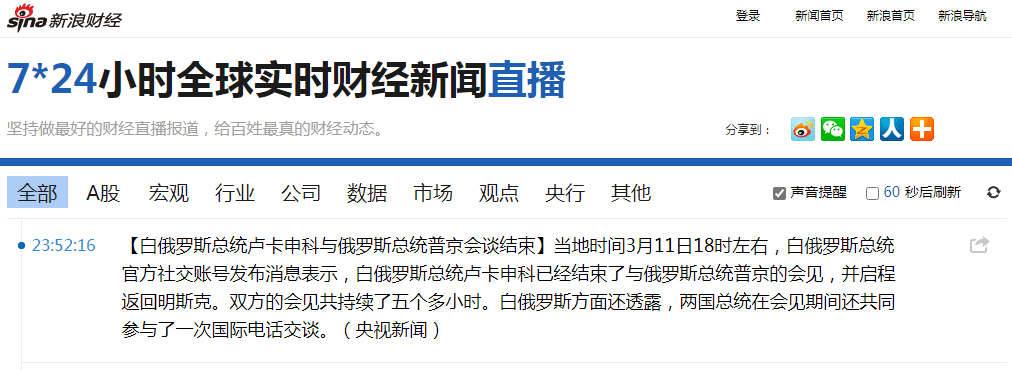 sina 新浪财经 登录 新闻首页 新浪首页 新浪导航
7*24小时全球实时财经新闻直播
坚持做最好的财经直播报道，给百姓最真的财经动态。 分享到：
全部 A股 宏观 行业 公司 数据 市场 观点 央行 其他 声音提醒 60 秒后刷新
23:52:16 【白俄罗斯总统卢卡申科与俄罗斯总统普京会谈结束】当地时间3月11日18时左右，白俄罗斯总统
官方社交账号发布消息表示，白俄罗斯总统卢卡申科已经结束了与俄罗斯总统普京的会见，并启程
返回明斯克。双方的会见共持续了五个多小时。白俄罗斯方面还透露，两国总统在会见期间还共同
参与了一次国际电话交谈。（央视新闻）